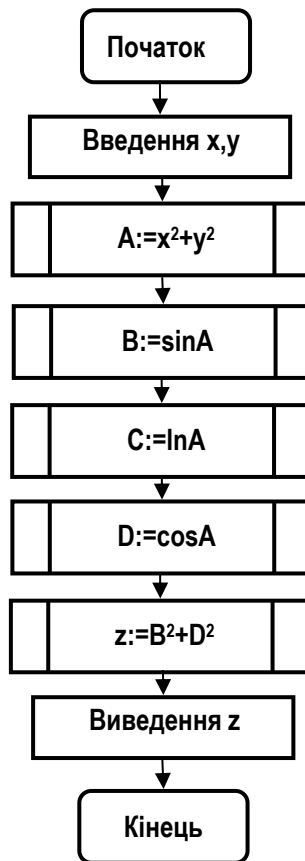 Початок
Введення x,y
A:=x²+y²
B:=sinA
C:=lnA
D:=cosA
z:=B²+D²
Виведення z
Кінець